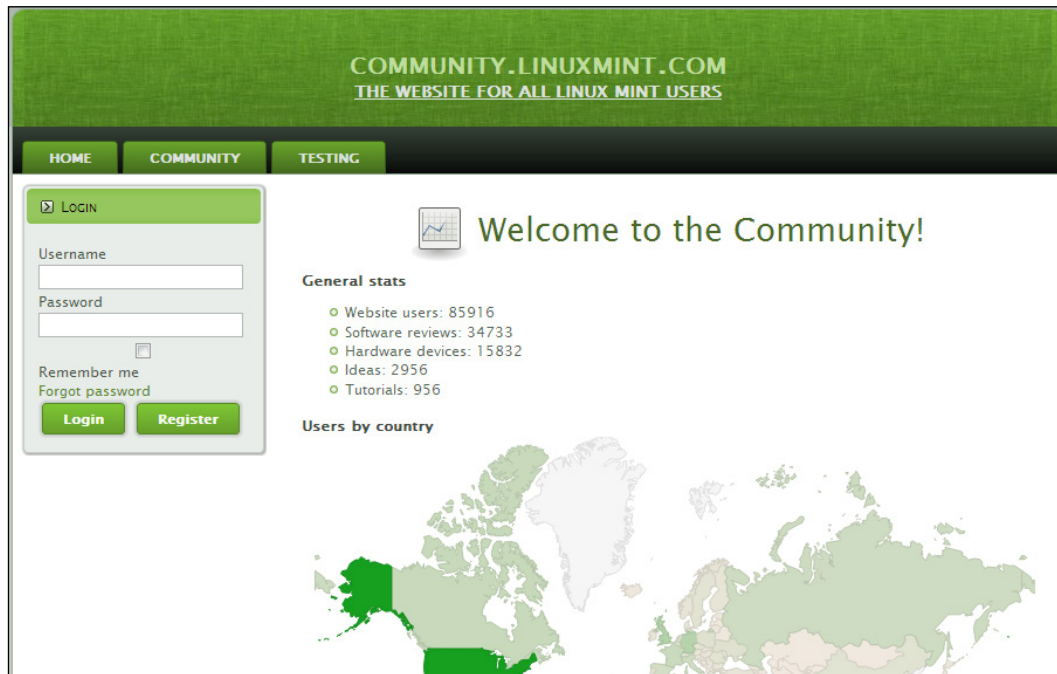 COMMUNITY.LINUXMINT.COM
THE WEBSITE FOR ALL LINUX MINT USERS
HOME
COMMUNITY
TESTING
LOGIN
Username
Password
Remember me
Forgot password
Login
Register
Welcome to the Community!
General stats
Website users: 85916
Software reviews: 34733
Hardware devices: 15832
Ideas: 2956
Tutorials: 956
Users by country